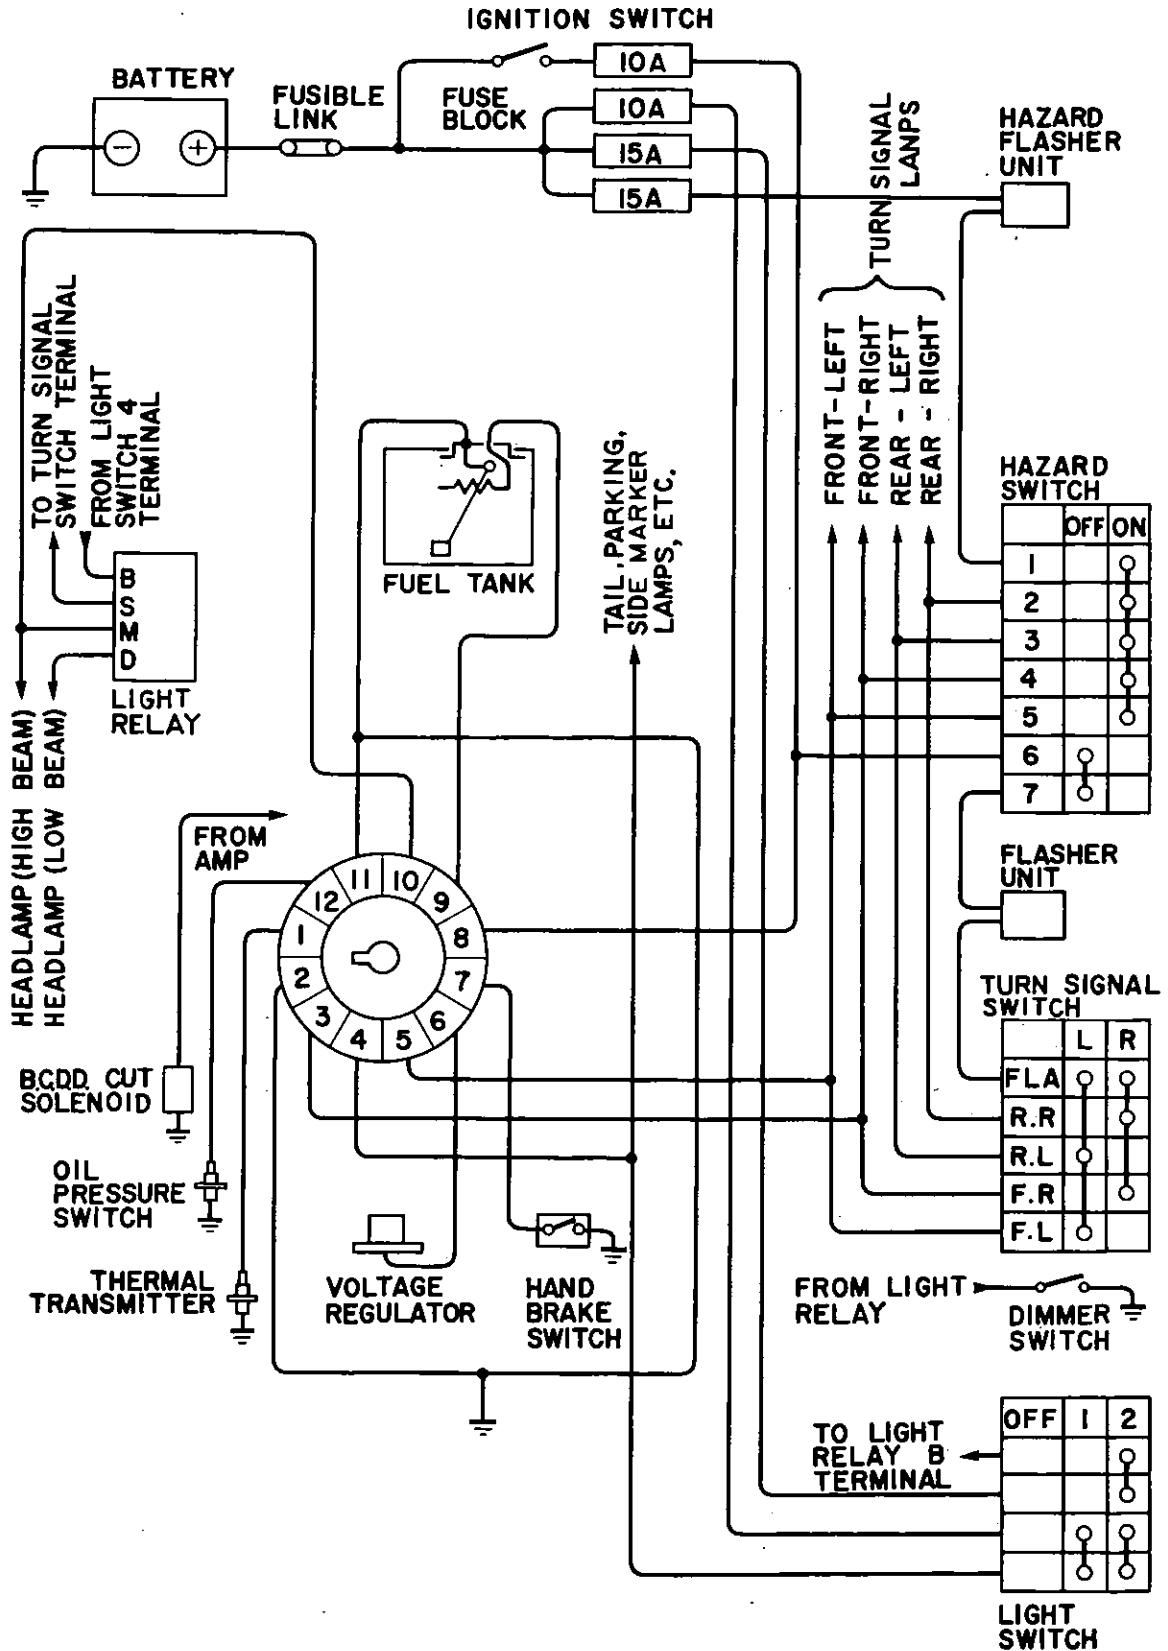 IGNITION SWITCH
10A
BATTERY
FUSIBLE
LINK
FUSE
BLOCK
10A
15A
15A
−
+
TURN SIGNAL
LANPS
HAZARD
FLASHER
UNIT
TO TURN SIGNAL
SWITCH TERMINAL
FROM LIGHT
SWITCH 4
TERMINAL
FRONT-LEFT
FRONT-RIGHT
REAR - LEFT
REAR - RIGHT
TAIL, PARKING,
SIDE MARKER
LAMPS, ETC.
FUEL TANK
HAZARD
SWITCH
OFF ON
1
2
3
4
5
6
7
B
S
M
D
LIGHT
RELAY
HEADLAMP (HIGH BEAM)
HEADLAMP (LOW BEAM)
FROM
AMP
11
10
12
9
1
8
2
7
3
6
4
5
FLASHER
UNIT
TURN SIGNAL
SWITCH
L R
FLA
R.R
R.L
F.R
F.L
B.C.D.D. CUT
SOLENOID
OIL
PRESSURE
SWITCH
THERMAL
TRANSMITTER
VOLTAGE
REGULATOR
HAND
BRAKE
SWITCH
FROM LIGHT
RELAY
DIMMER
SWITCH
OFF 1 2
TO LIGHT
RELAY B
TERMINAL
LIGHT
SWITCH